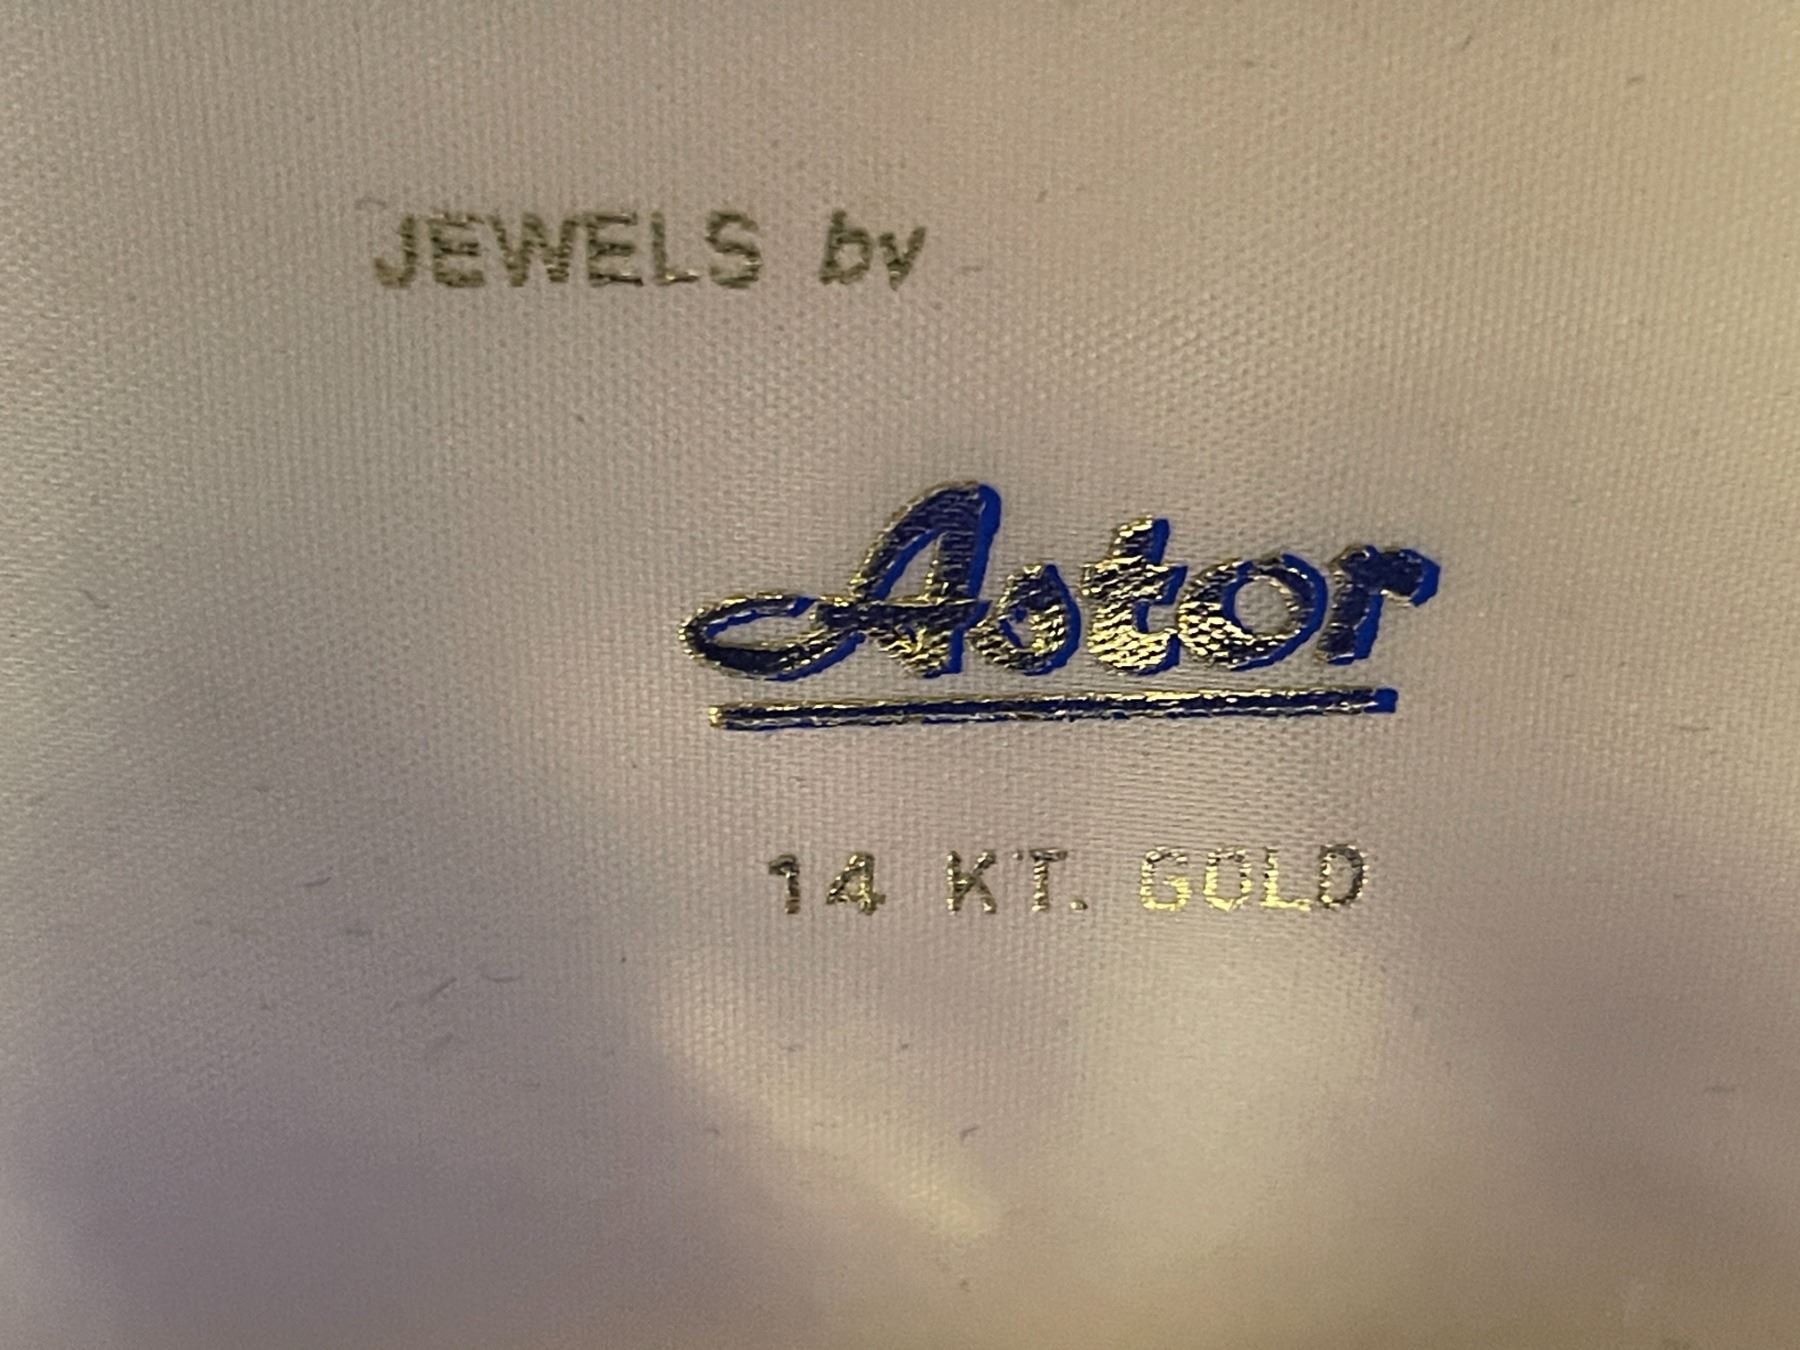 JEWELS by
Astor
14 KT. GOLD